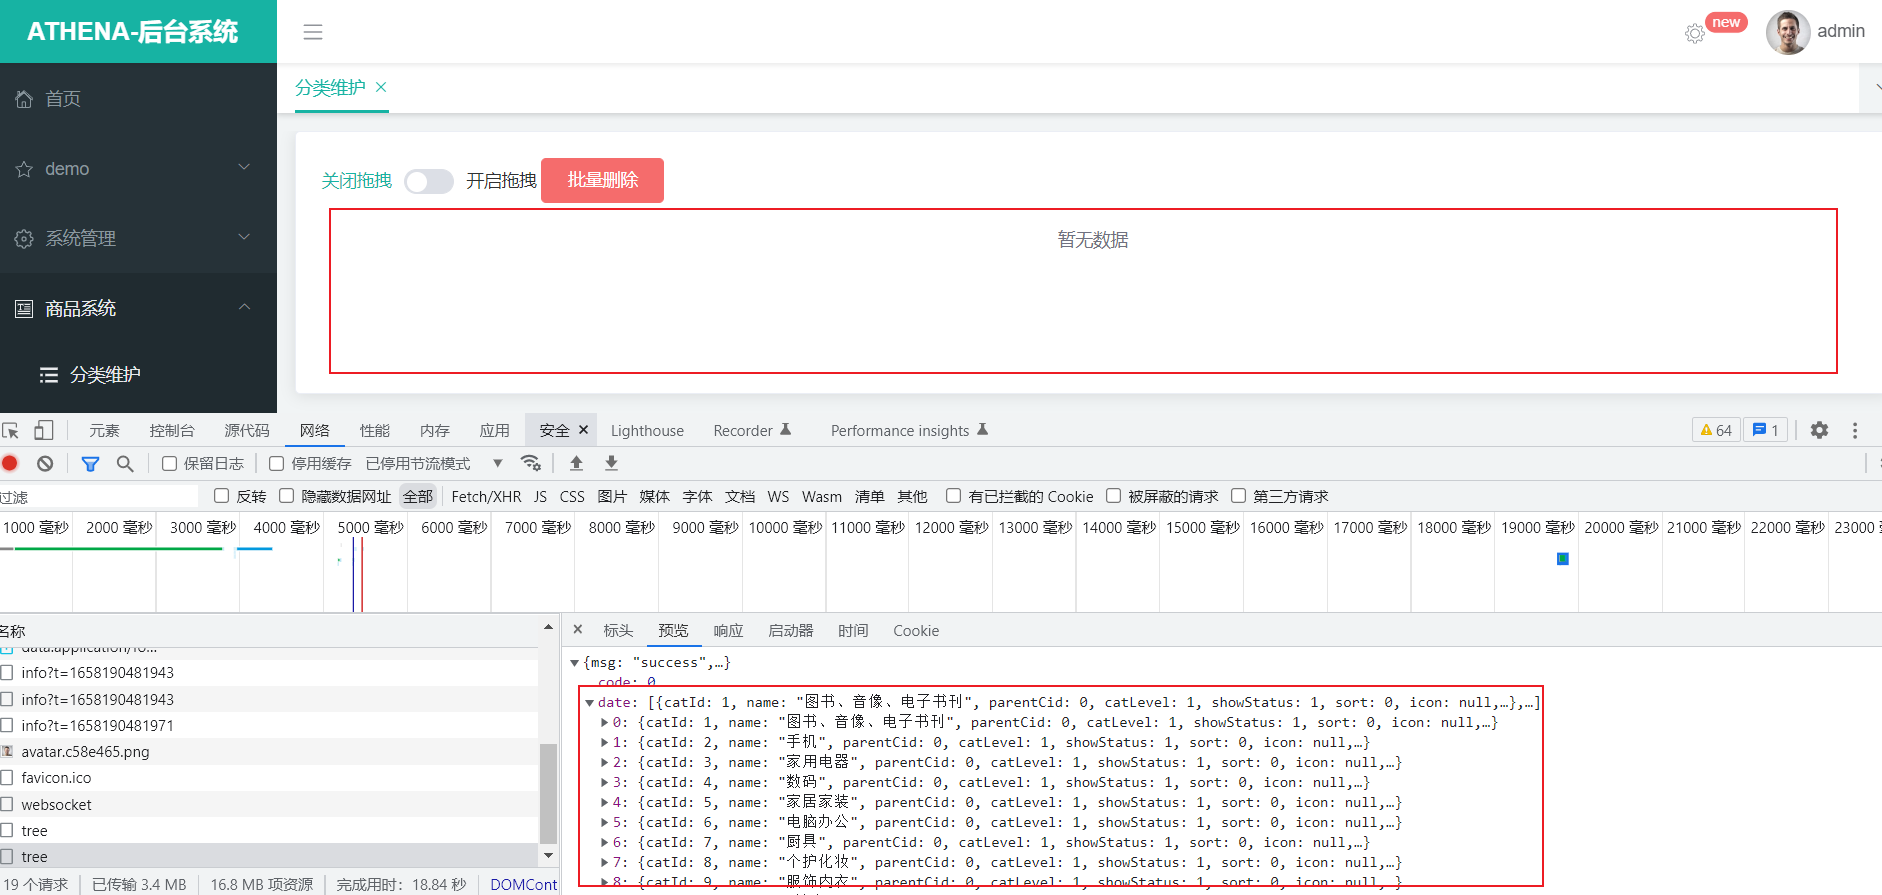 ATHENA-后台系统
new
admin
首页
分类维护 ×
demo
关闭拖拽 开启拖拽 批量删除
系统管理
暂无数据
商品系统
分类维护
元素 控制台 源代码 网络 性能 内存 应用 安全 × Lighthouse Recorder Performance insights 64 1
保留日志 停用缓存 已停用节流模式
过滤 反转 隐藏数据网址 全部 Fetch/XHR JS CSS 图片 媒体 字体 文档 WS Wasm 清单 其他 有已拦截的 Cookie 被屏蔽的请求 第三方请求
1000 毫秒 2000 毫秒 3000 毫秒 4000 毫秒 5000 毫秒 6000 毫秒 7000 毫秒 8000 毫秒 9000 毫秒 10000 毫秒 11000 毫秒 12000 毫秒 13000 毫秒 14000 毫秒 15000 毫秒 16000 毫秒 17000 毫秒 18000 毫秒 19000 毫秒 20000 毫秒 21000 毫秒 22000 毫秒 23000
名称
data:application/fo...
info?t=1658190481943
info?t=1658190481943
info?t=1658190481971
avatar.c58e465.png
favicon.ico
websocket
tree
tree
19 个请求 已传输 3.4 MB 16.8 MB 项资源 完成用时：18.84 秒 DOMCont
× 标头 预览 响应 启动器 时间 Cookie
{msg: "success",…}
code: 0
date: [{catId: 1, name: "图书、音像、电子书刊", parentCid: 0, catLevel: 1, showStatus: 1, sort: 0, icon: null,…},…]
0: {catId: 1, name: "图书、音像、电子书刊", parentCid: 0, catLevel: 1, showStatus: 1, sort: 0, icon: null,…}
1: {catId: 2, name: "手机", parentCid: 0, catLevel: 1, showStatus: 1, sort: 0, icon: null,…}
2: {catId: 3, name: "家用电器", parentCid: 0, catLevel: 1, showStatus: 1, sort: 0, icon: null,…}
3: {catId: 4, name: "数码", parentCid: 0, catLevel: 1, showStatus: 1, sort: 0, icon: null,…}
4: {catId: 5, name: "家居家装", parentCid: 0, catLevel: 1, showStatus: 1, sort: 0, icon: null,…}
5: {catId: 6, name: "电脑办公", parentCid: 0, catLevel: 1, showStatus: 1, sort: 0, icon: null,…}
6: {catId: 7, name: "厨具", parentCid: 0, catLevel: 1, showStatus: 1, sort: 0, icon: null,…}
7: {catId: 8, name: "个护化妆", parentCid: 0, catLevel: 1, showStatus: 1, sort: 0, icon: null,…}
8: {catId: 9, name: "服饰内衣", parentCid: 0, catLevel: 1, showStatus: 1, sort: 0, icon: null,…}